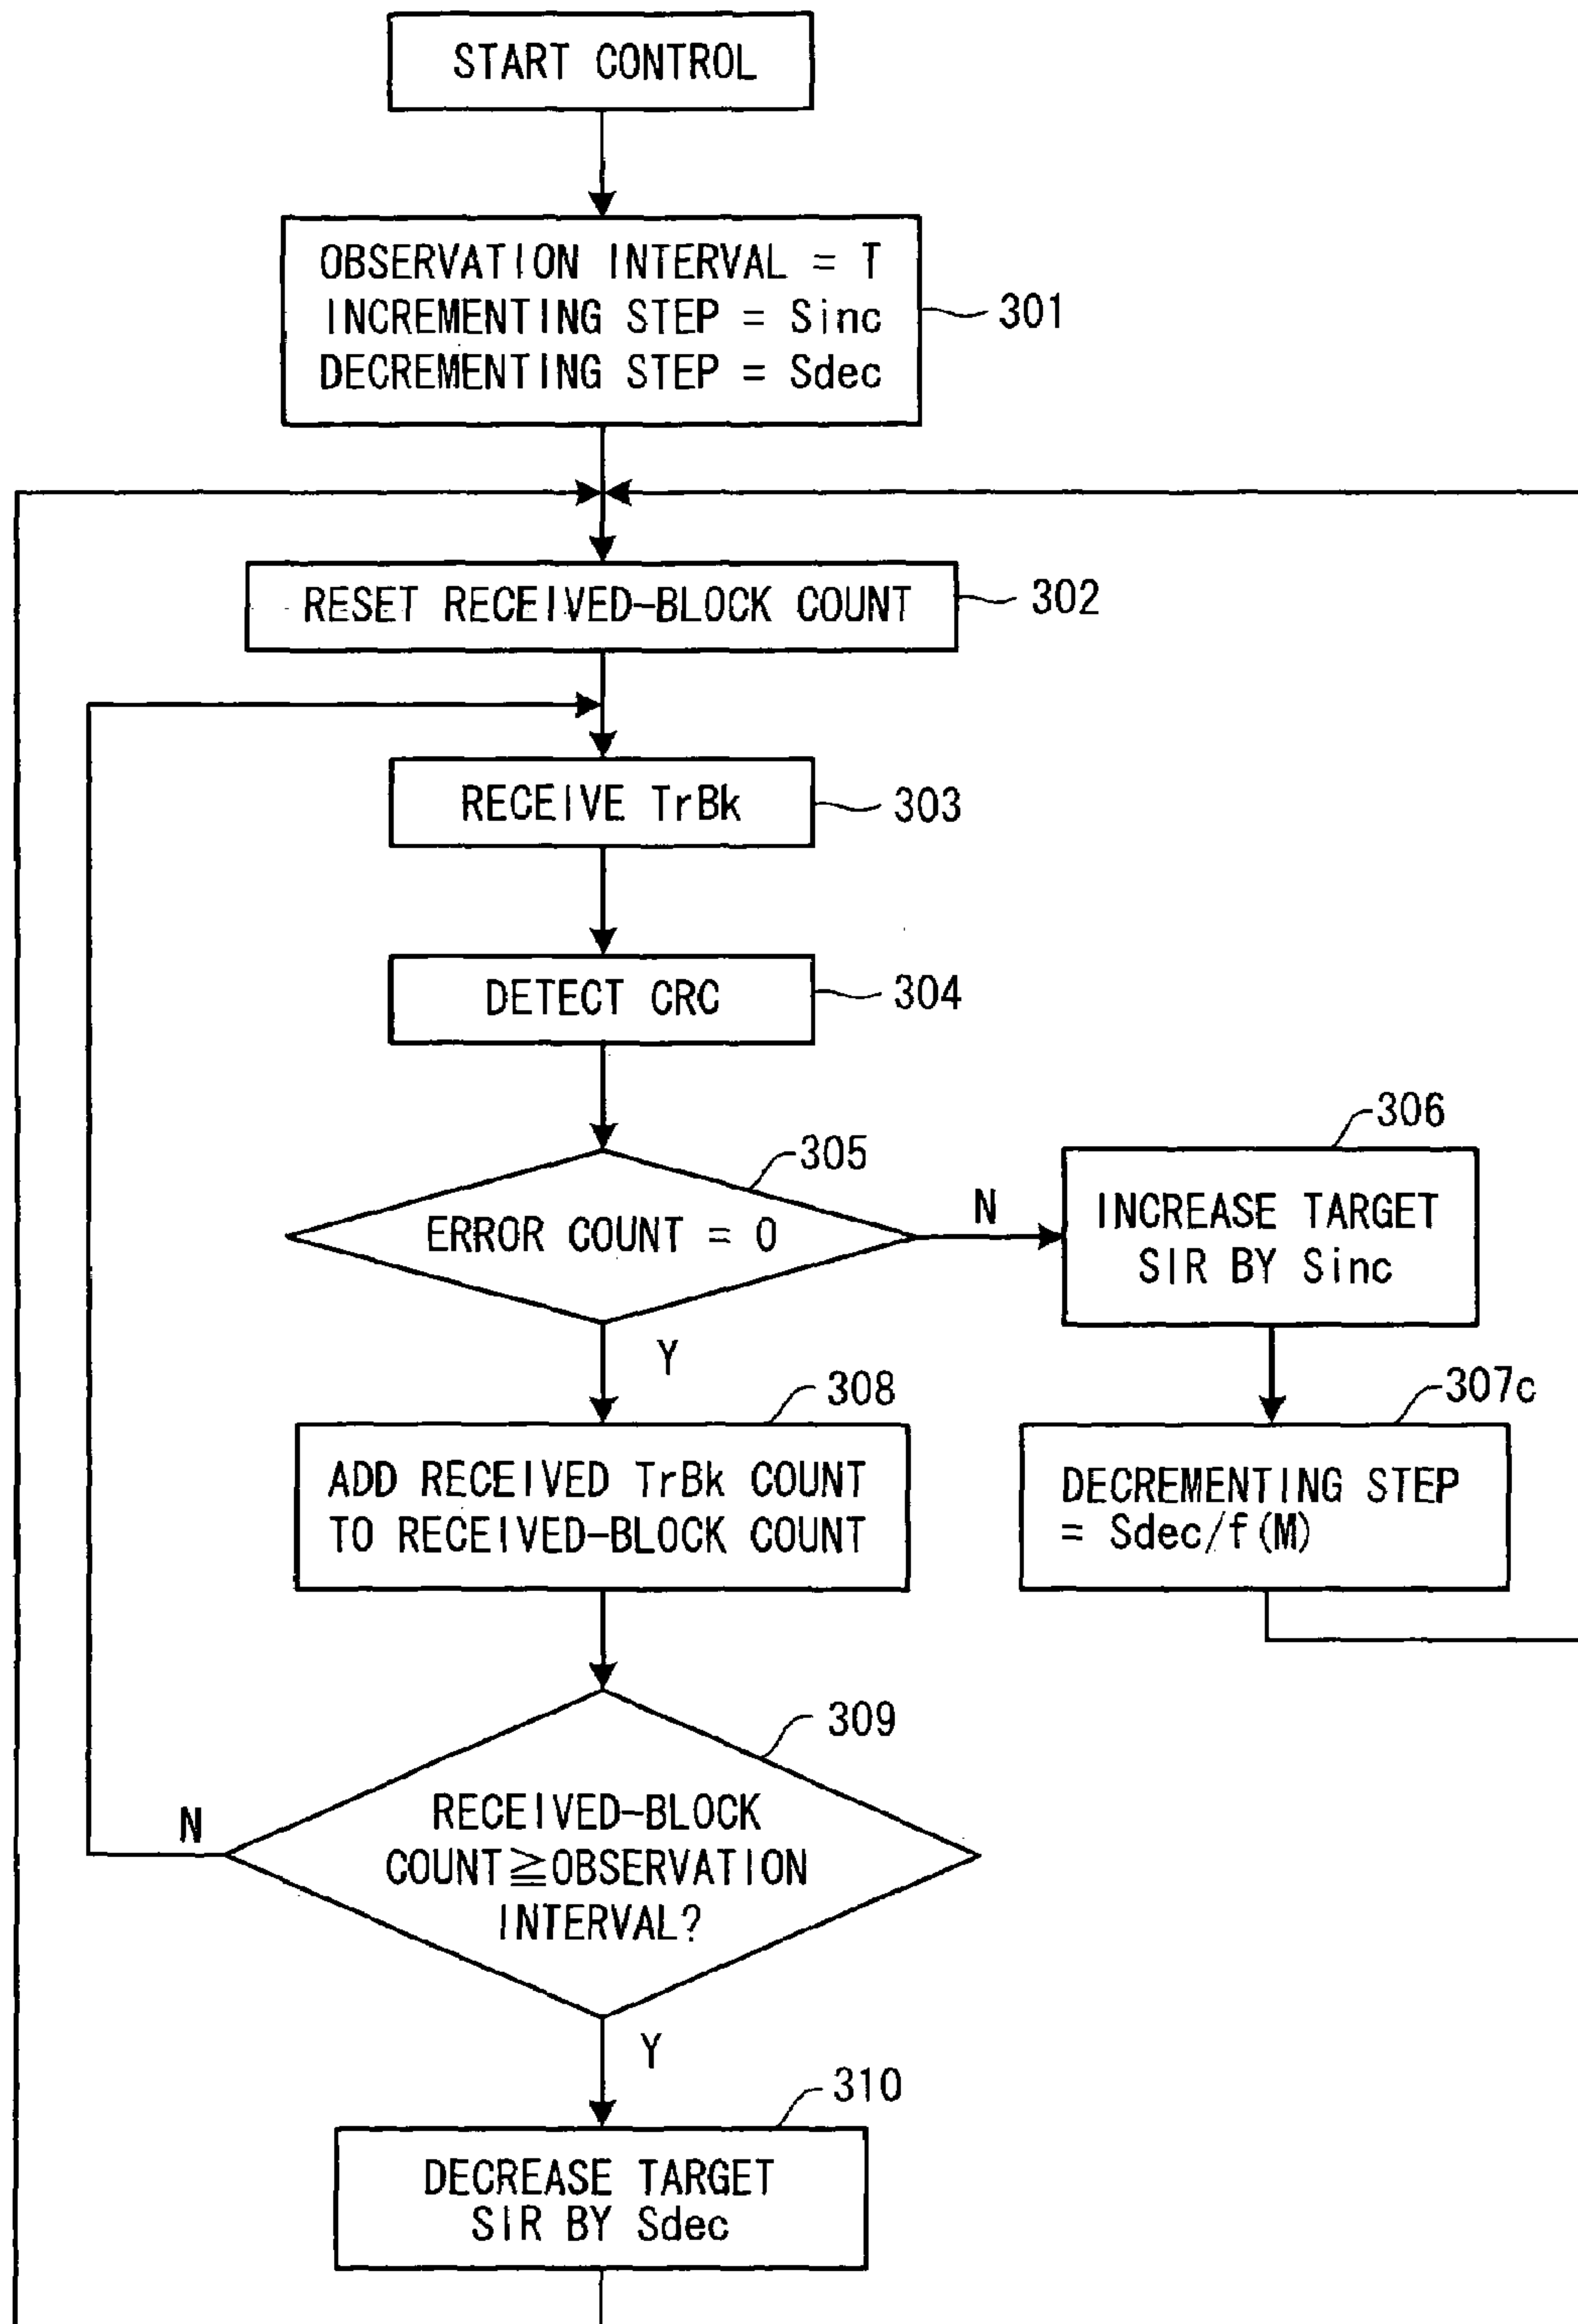 START CONTROL
OBSERVATION INTERVAL = T
INCREMENTING STEP = Sinc
DECREMENTING STEP = Sdec
301
RESET RECEIVED-BLOCK COUNT
302
RECEIVE TrBk
303
DETECT CRC
304
305
ERROR COUNT = 0
N
Y
306
INCREASE TARGET
SIR BY Sinc
307c
DECREMENTING STEP
= Sdec/f(M)
308
ADD RECEIVED TrBk COUNT
TO RECEIVED-BLOCK COUNT
309
RECEIVED-BLOCK
COUNT≧OBSERVATION
INTERVAL?
N
Y
310
DECREASE TARGET
SIR BY Sdec